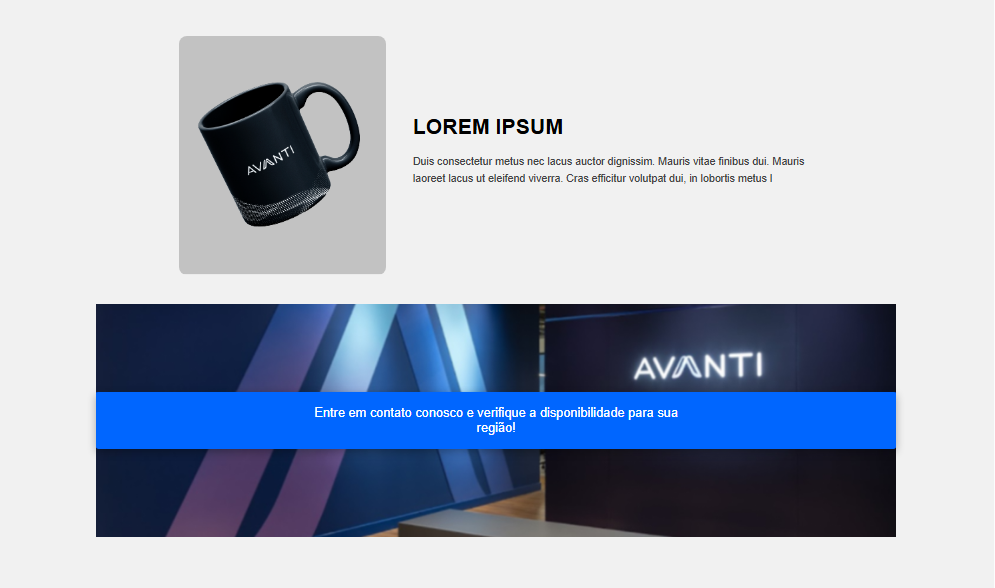 AVANTI
LOREM IPSUM
Duis consectetur metus nec lacus auctor dignissim. Mauris vitae finibus dui. Mauris
laoreet lacus ut eleifend viverra. Cras efficitur volutpat dui, in lobortis metus l
AVANTI
Entre em contato conosco e verifique a disponibilidade para sua
região!